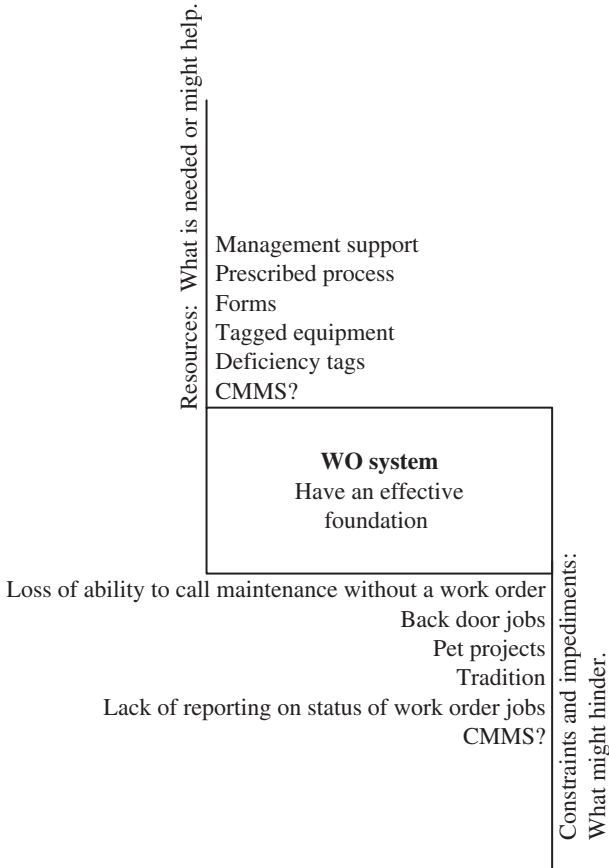 Resources: What is needed or might help.
Management support
Prescribed process
Forms
Tagged equipment
Deficiency tags
CMMS?
WO system
Have an effective
foundation
Loss of ability to call maintenance without a work order
Back door jobs
Pet projects
Tradition
Lack of reporting on status of work order jobs
CMMS?
Constraints and impediments:
What might hinder.